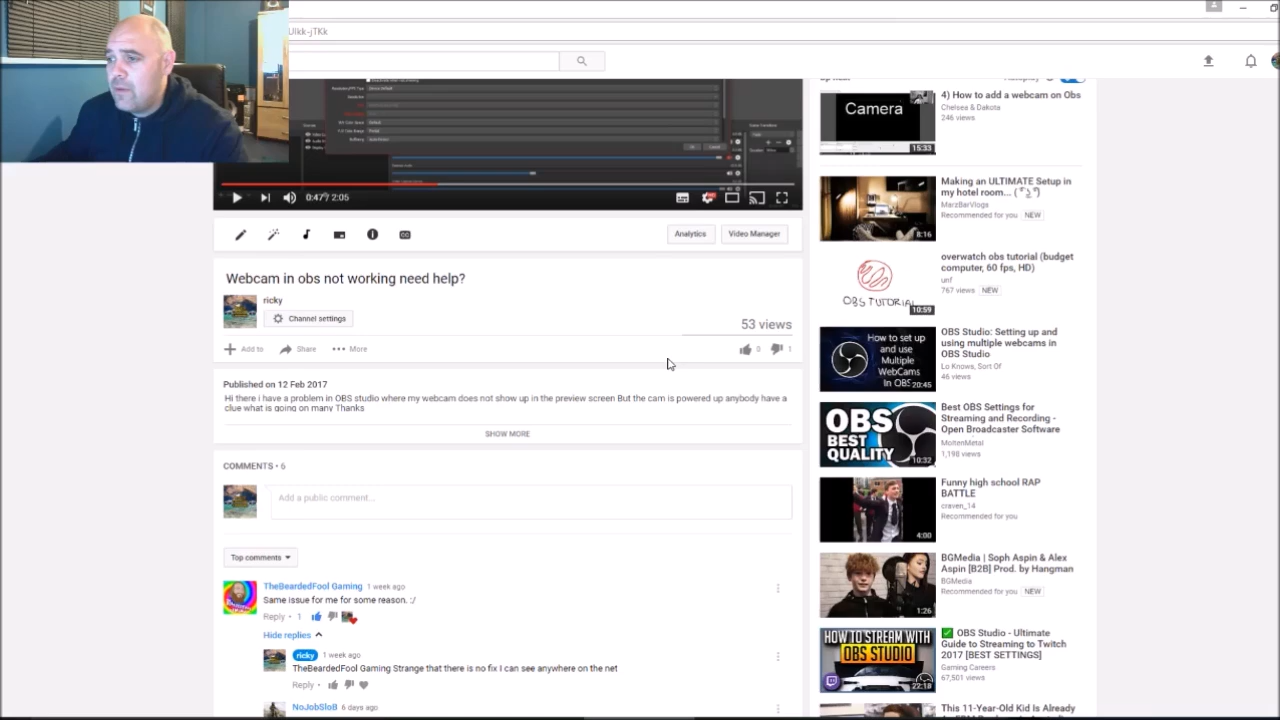 Ulkk-jTKk
0:47 / 2:05
Analytics
Video Manager
Webcam in obs not working need help?
ricky
Channel settings
53 views
Add to
Share
More
0
1
Published on 12 Feb 2017
Hi there i have a problem in OBS studio where my webcam does not show up in the preview screen But the cam is powered up anybody have a
clue what is going on many Thanks
SHOW MORE
COMMENTS • 6
Add a public comment...
Top comments
TheBeardedFool Gaming 1 week ago
Same issue for me for some reason. :/
Reply • 1
Hide replies
ricky 1 week ago
TheBeardedFool Gaming Strange that there is no fix I can see anywhere on the net
Reply •
NoJobSloB 6 days ago
Camera
15:33
4) How to add a webcam on Obs
Chelsea & Dakota
246 views
8:16
Making an ULTIMATE Setup in
my hotel room...
MarzBarVlogs
Recommended for you NEW
OBS TUTORIAL
10:59
overwatch obs tutorial (budget
computer, 60 fps, HD)
unf
767 views NEW
How to set up
and use
Multiple
WebCams
In OBS
20:45
OBS Studio: Setting up and
using multiple webcams in
OBS Studio
Lo Knows, Sort Of
46 views
OBS
BEST
QUALITY
10:32
Best OBS Settings for
Streaming and Recording -
Open Broadcaster Software
MoltenMetal
1,198 views
4:00
Funny high school RAP
BATTLE
craven_14
Recommended for you
1:26
BGMedia | Soph Aspin & Alex
Aspin [B2B] Prod. by Hangman
BGMedia
Recommended for you NEW
HOW TO STREAM WITH
OBS STUDIO
22:18
OBS Studio - Ultimate
Guide to Streaming to Twitch
2017 [BEST SETTINGS]
Gaming Careers
67,501 views
This 11-Year-Old Kid Is Already